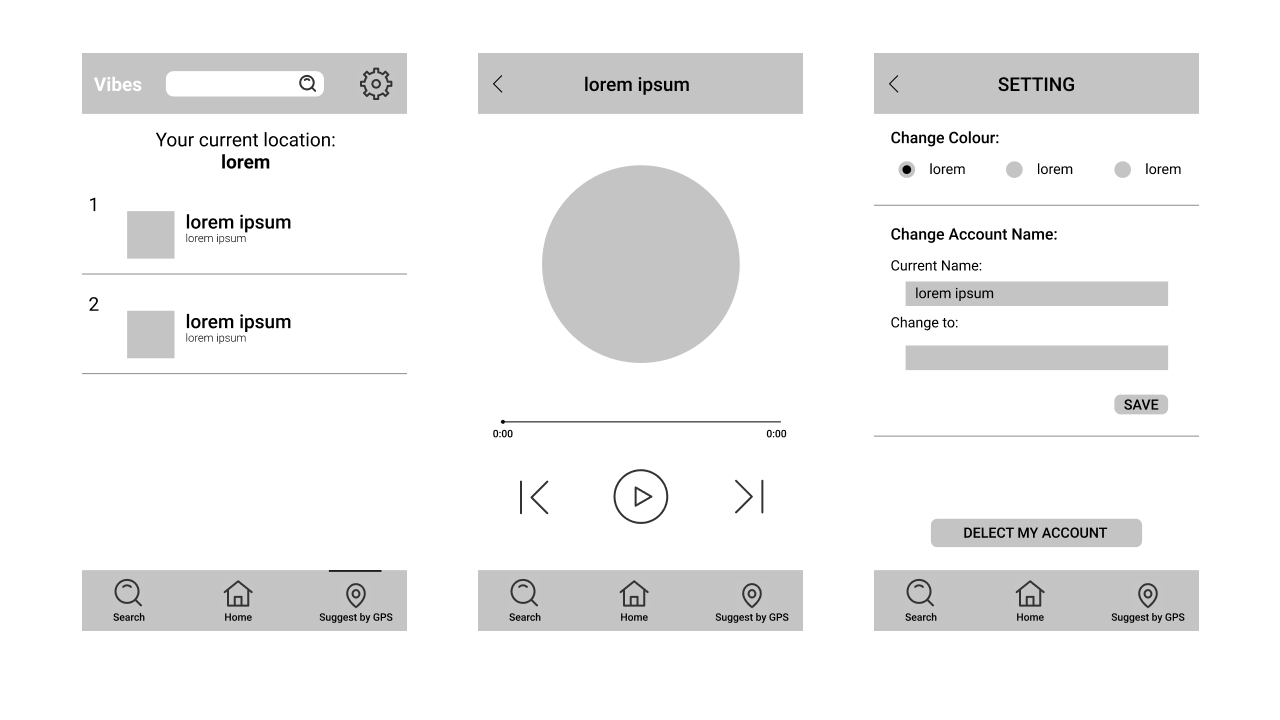 Vibes
Your current location:
lorem
1
lorem ipsum
lorem ipsum
2
lorem ipsum
lorem ipsum
Search
Home
Suggest by GPS
lorem ipsum
0:00
0:00
Search
Home
Suggest by GPS
SETTING
Change Colour:
lorem
lorem
lorem
Change Account Name:
Current Name:
lorem ipsum
Change to:
SAVE
DELECT MY ACCOUNT
Search
Home
Suggest by GPS